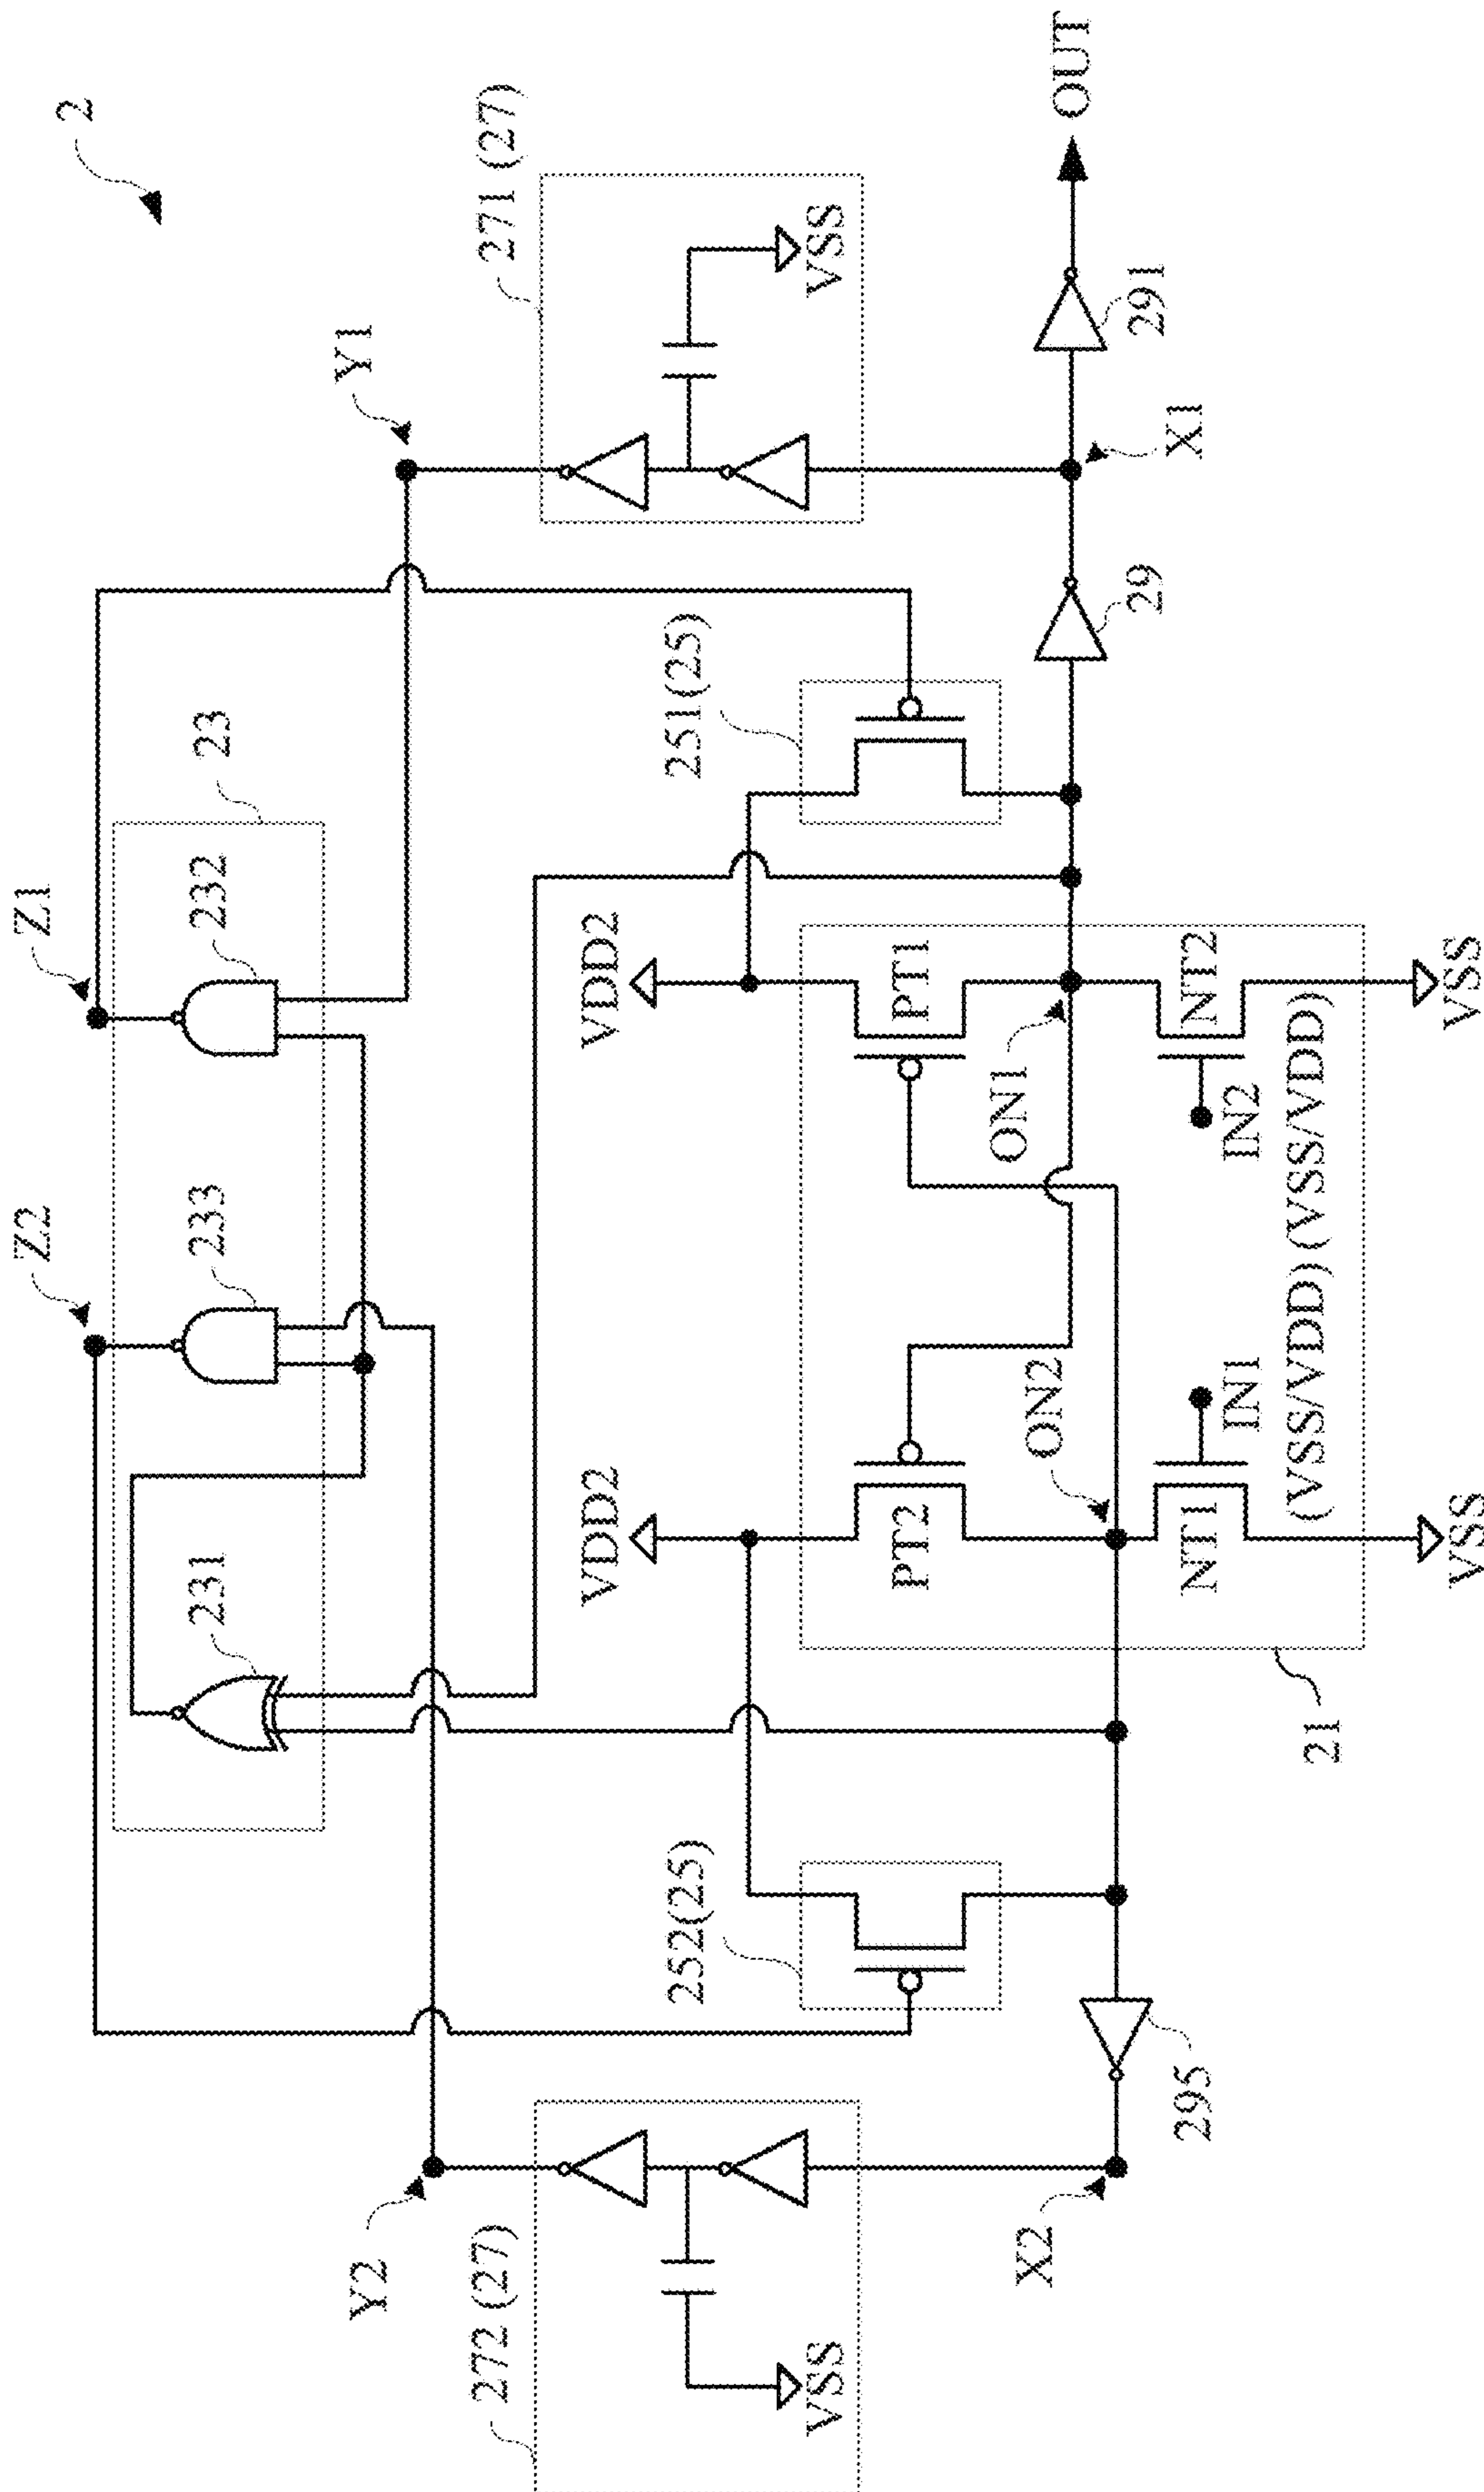 2
Z2
Z1
23
231
233
232
Y2
Y1
272 (27)
271 (27)
VSS
VSS
252(25)
251(25)
VDD2
VDD2
PT2
PT1
ON2
ON1
X2
295
29
X1
291
OUT
NT1
IN1
IN2
NT2
(VSS/VDD) (VSS/VDD)
21
VSS
VSS